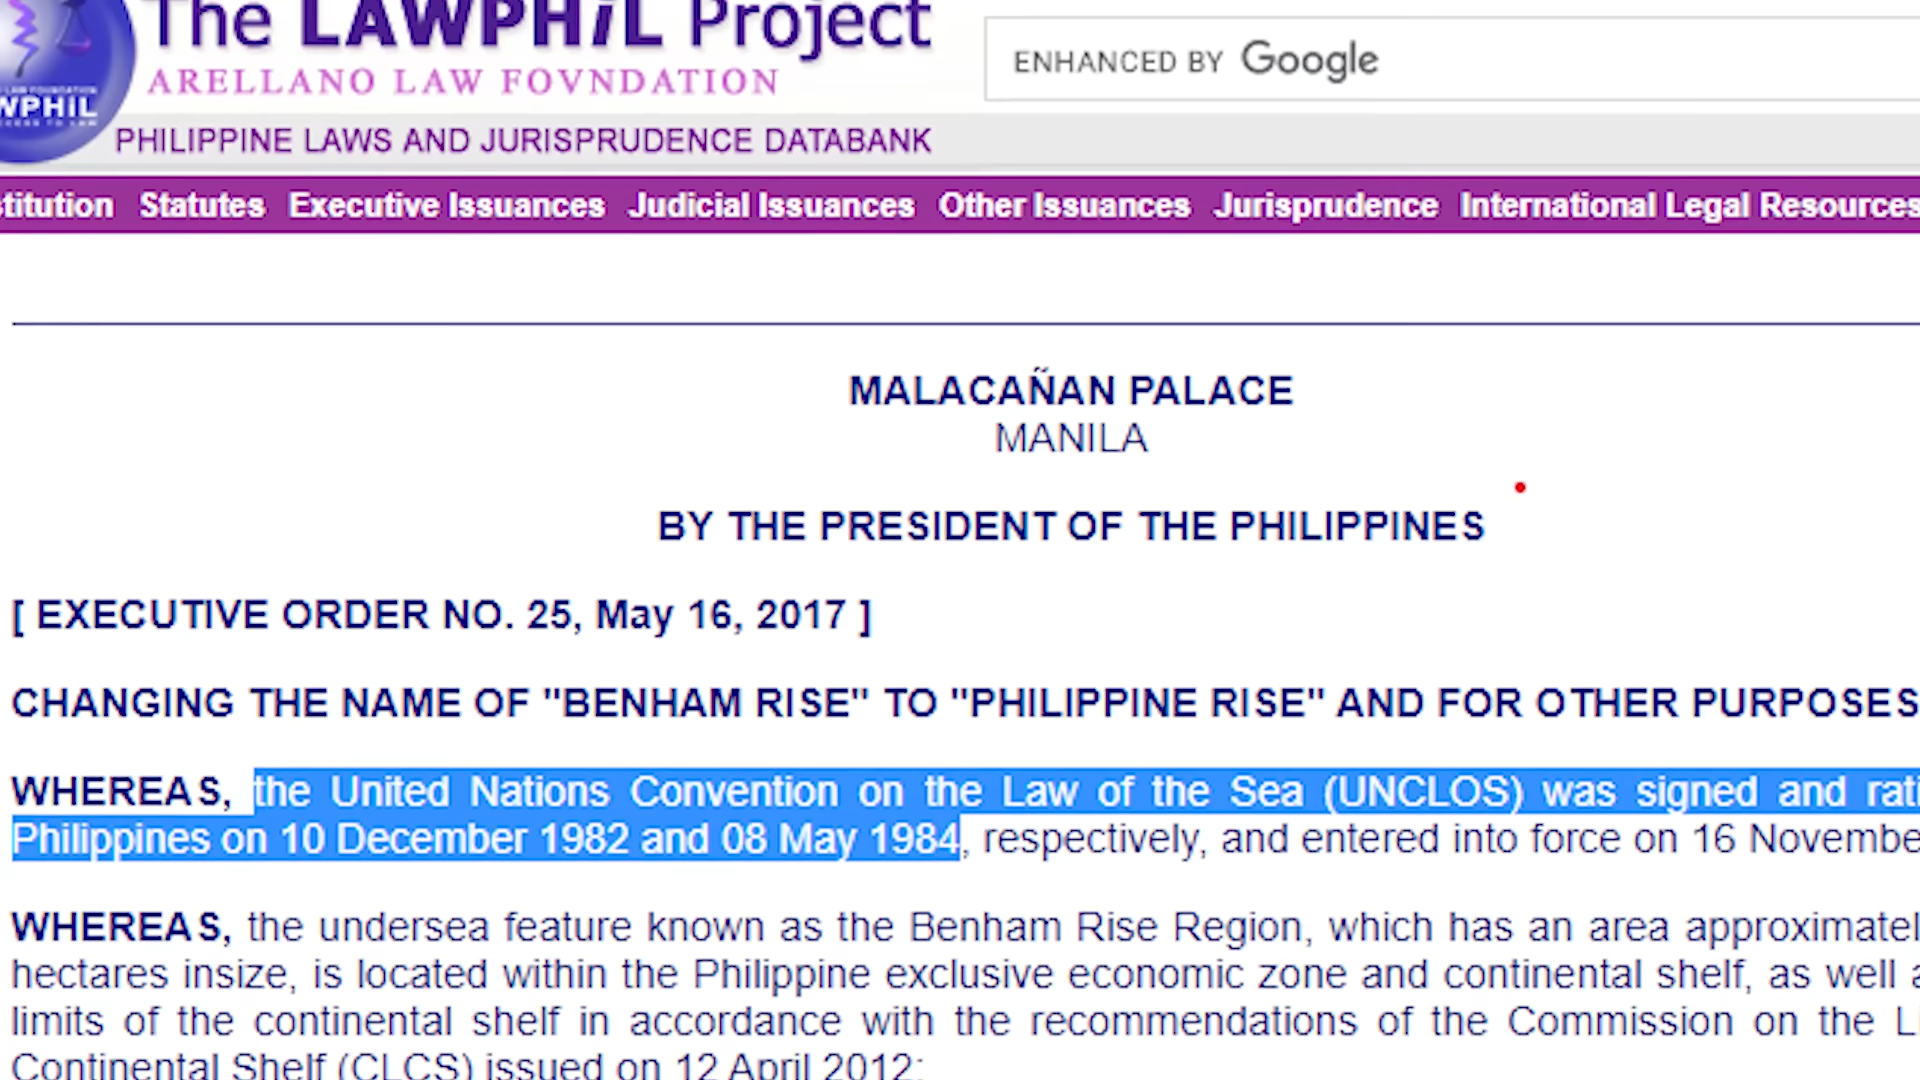 The LAWPHiL Project
ARELLANO LAW FOVNDATION
WPHiL
PHILIPPINE LAWS AND JURISPRUDENCE DATABANK
ENHANCED BY Google
stitution Statutes Executive Issuances Judicial Issuances Other Issuances Jurisprudence International Legal Resources
MALACAÑAN PALACE
MANILA
BY THE PRESIDENT OF THE PHILIPPINES
[ EXECUTIVE ORDER NO. 25, May 16, 2017 ]
CHANGING THE NAME OF "BENHAM RISE" TO "PHILIPPINE RISE" AND FOR OTHER PURPOSES
WHEREAS, the United Nations Convention on the Law of the Sea (UNCLOS) was signed and rati
Philippines on 10 December 1982 and 08 May 1984, respectively, and entered into force on 16 Novembe
WHEREAS, the undersea feature known as the Benham Rise Region, which has an area approximatel
hectares insize, is located within the Philippine exclusive economic zone and continental shelf, as well a
limits of the continental shelf in accordance with the recommendations of the Commission on the Li
Continental Shelf (CLCS) issued on 12 April 2012;